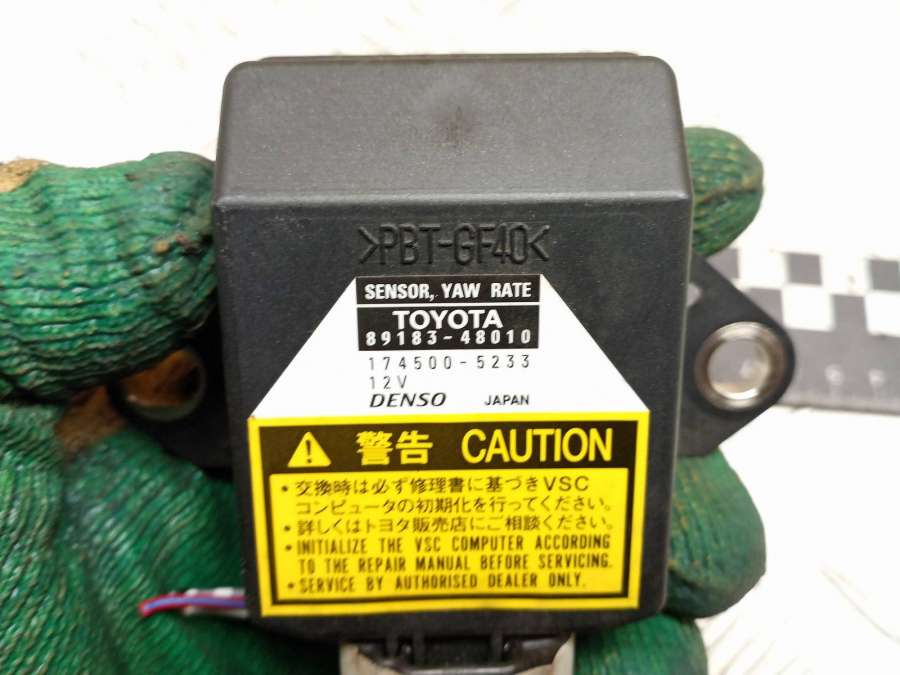 >PBT-GF40<
SENSOR, YAW RATE
TOYOTA
89183-48010
174500-5233
12V
DENSO JAPAN
警告 CAUTION
・交換時は必ず修理書に基づきVSC
コンピュータの初期化を行ってください。
・詳しくはトヨタ販売店にご相談ください。
・INITIALIZE THE VSC COMPUTER ACCORDING
TO THE REPAIR MANUAL BEFORE SERVICING.
・SERVICE BY AUTHORISED DEALER ONLY.